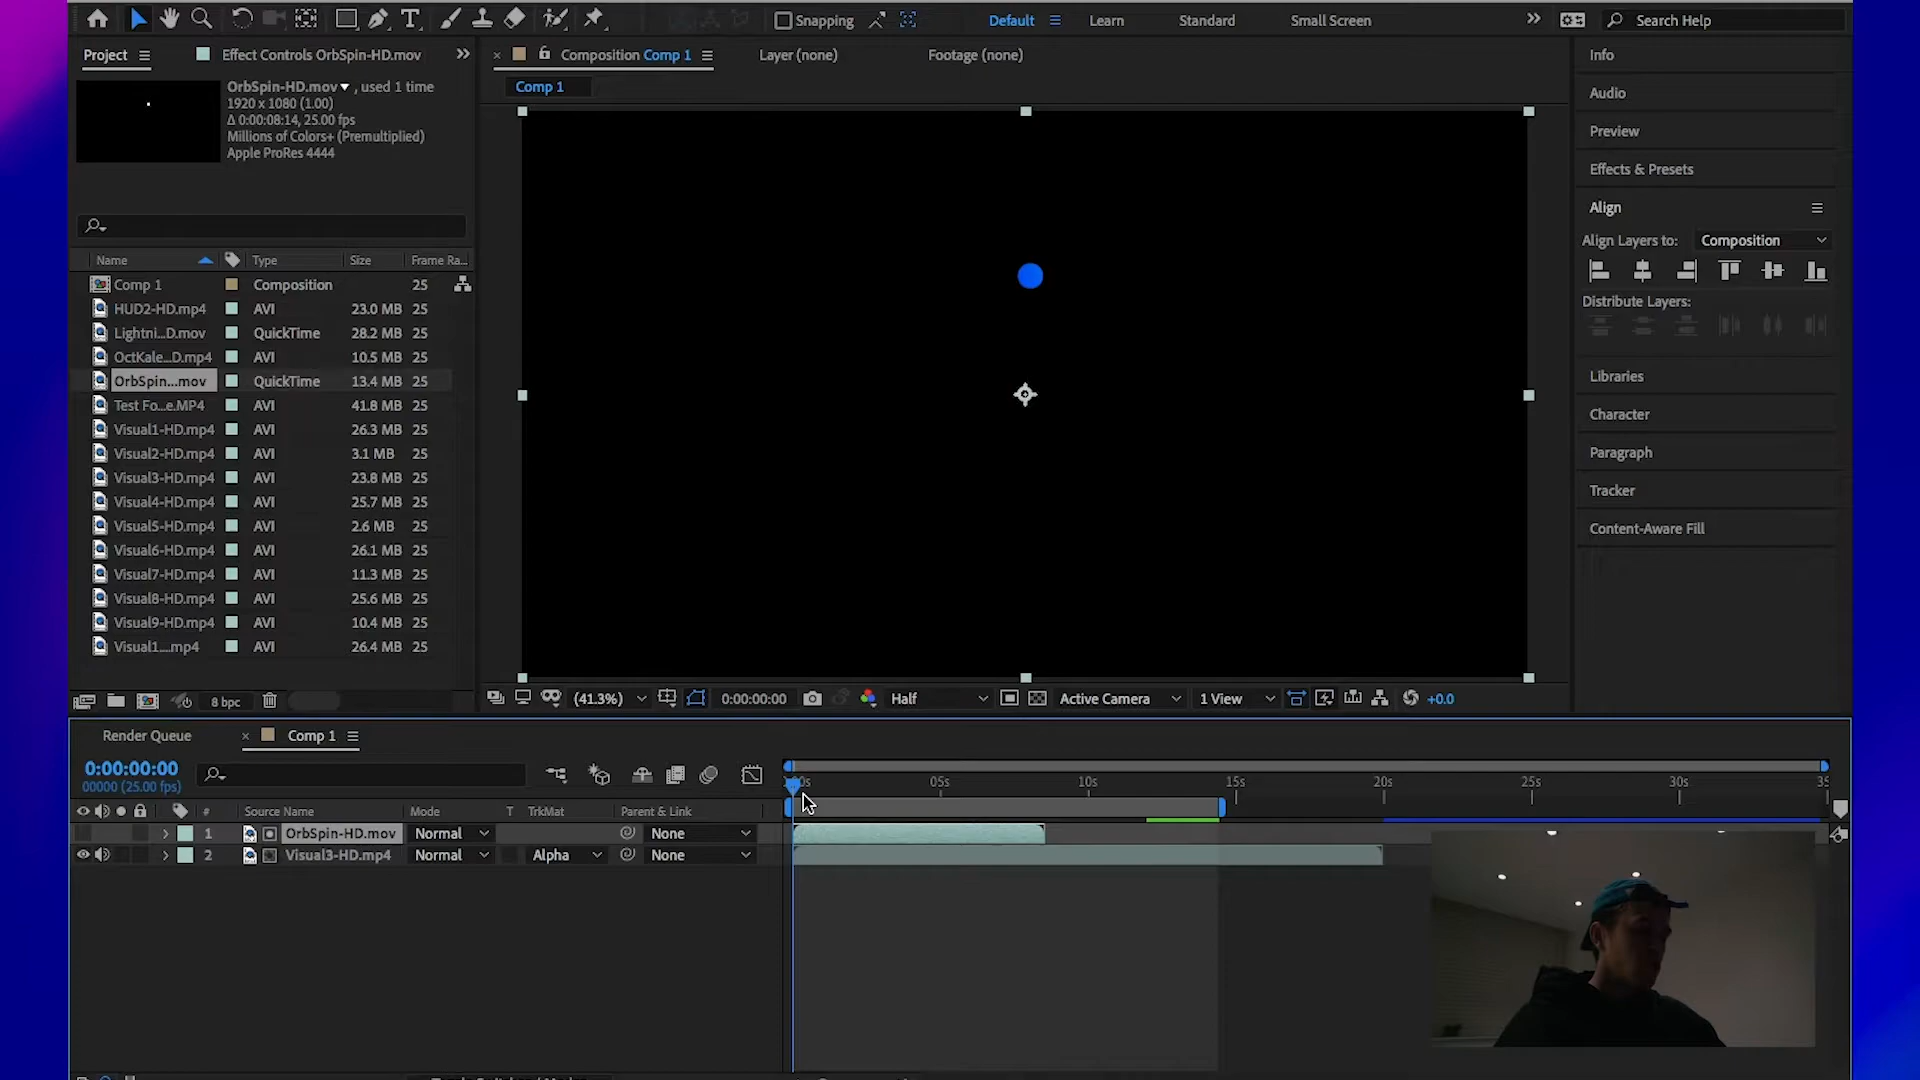 Snapping
Default
Learn
Standard
Small Screen
Search Help
Project
Effect Controls OrbSpin-HD.mov
Composition Comp 1
Layer (none)
Footage (none)
Comp 1
OrbSpin-HD.mov , used 1 time
1920 x 1080 (1.00)
Δ 0:00:08:14, 25.00 fps
Millions of Colors+ (Premultiplied)
Apple ProRes 4444
Name Type Size Frame Ra...
Comp 1 Composition 25
HUD2-HD.mp4 AVI 23.0 MB 25
Lightni...D.mov QuickTime 28.2 MB 25
OctKale...D.mp4 AVI 10.5 MB 25
OrbSpin...mov QuickTime 13.4 MB 25
Test Fo...e.MP4 AVI 41.8 MB 25
Visual1-HD.mp4 AVI 26.3 MB 25
Visual2-HD.mp4 AVI 3.1 MB 25
Visual3-HD.mp4 AVI 23.8 MB 25
Visual4-HD.mp4 AVI 25.7 MB 25
Visual5-HD.mp4 AVI 2.6 MB 25
Visual6-HD.mp4 AVI 26.1 MB 25
Visual7-HD.mp4 AVI 11.3 MB 25
Visual8-HD.mp4 AVI 25.6 MB 25
Visual9-HD.mp4 AVI 10.4 MB 25
Visual1....mp4 AVI 26.4 MB 25
8 bpc
(41.3%) 0:00:00:00 Half Active Camera 1 View +0.0
Info
Audio
Preview
Effects & Presets
Align
Align Layers to: Composition
Distribute Layers:
Libraries
Character
Paragraph
Tracker
Content-Aware Fill
Render Queue
Comp 1
0:00:00:00
00000 (25.00 fps)
05s 10s 15s 20s 25s 30s
# Source Name Mode T TrkMat Parent & Link
1 OrbSpin-HD.mov Normal None
2 Visual3-HD.mp4 Normal Alpha None